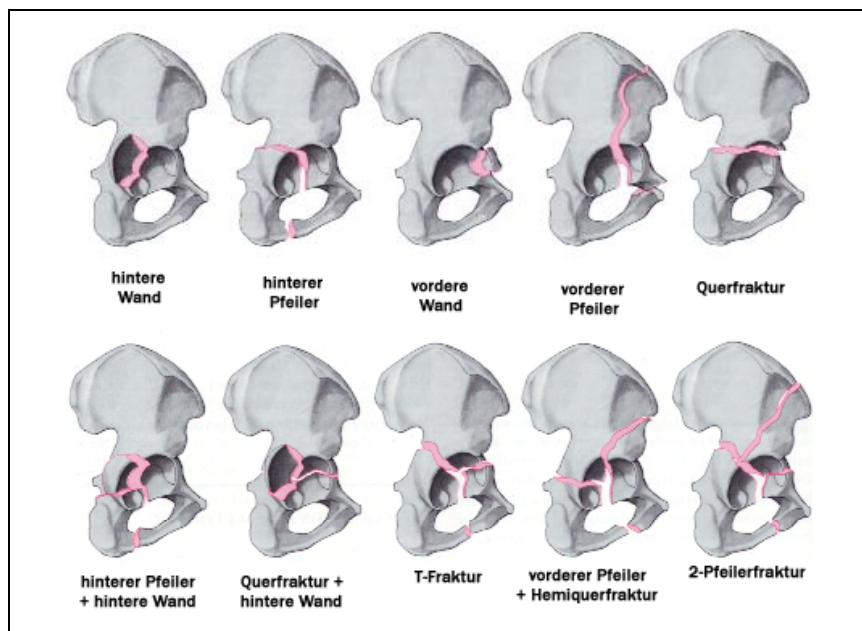 hintere
Wand
hinterer
Pfeiler
vordere
Wand
vorderer
Pfeiler
Querfraktur
hinterer Pfeiler
+ hintere Wand
Querfraktur +
hintere Wand
T-Fraktur
vorderer Pfeiler
+ Hemiquerfraktur
2-Pfeilerfraktur